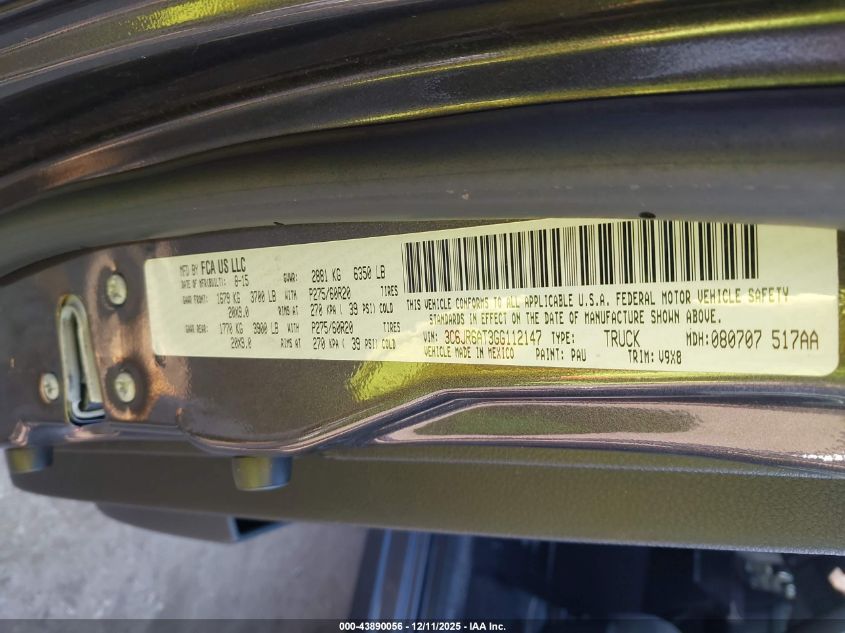 MFD BY FCA US LLC
DATE OF MFR(BUILT): 8-15 GVWR: 2881 KG 6350 LB
GAWR FRONT: 1679 KG 3700 LB WITH P275/60R20 TIRES
20X9.0 RIMS AT 270 KPA ( 39 PSI) COLD
GAWR REAR: 1770 KG 3900 LB WITH P275/60R20 TIRES
20X9.0 RIMS AT 270 KPA ( 39 PSI) COLD
THIS VEHICLE CONFORMS TO ALL APPLICABLE U.S.A. FEDERAL MOTOR VEHICLE SAFETY
STANDARDS IN EFFECT ON THE DATE OF MANUFACTURE SHOWN ABOVE.
VIN: 3C6JR6AT3GG112147 TYPE: TRUCK MDH:080707 517AA
VEHICLE MADE IN MEXICO PAINT: PAU TRIM: V9X8
000-43890056 - 12/11/2025 - IAA Inc.